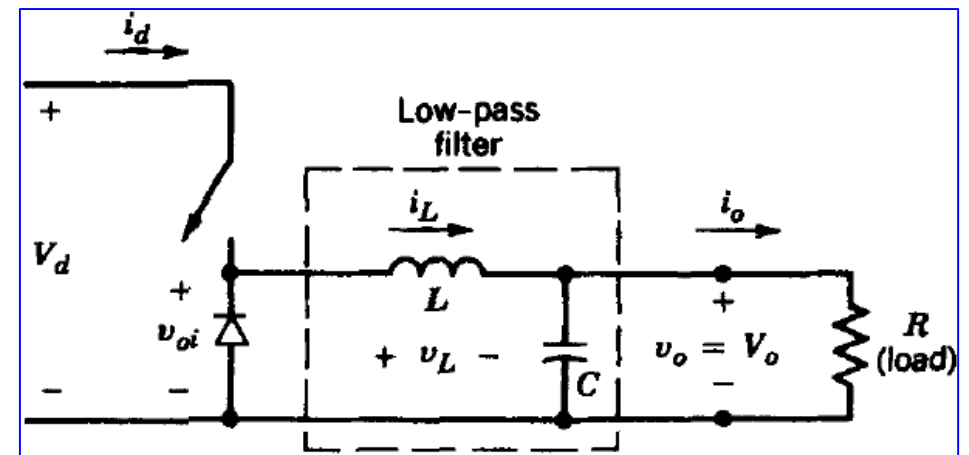 i_d
+
Low-pass
filter
i_L
i_o
V_d
+
v_oi
L
+ v_L −
C
+
v_o = V_o
−
R
(load)
−
−